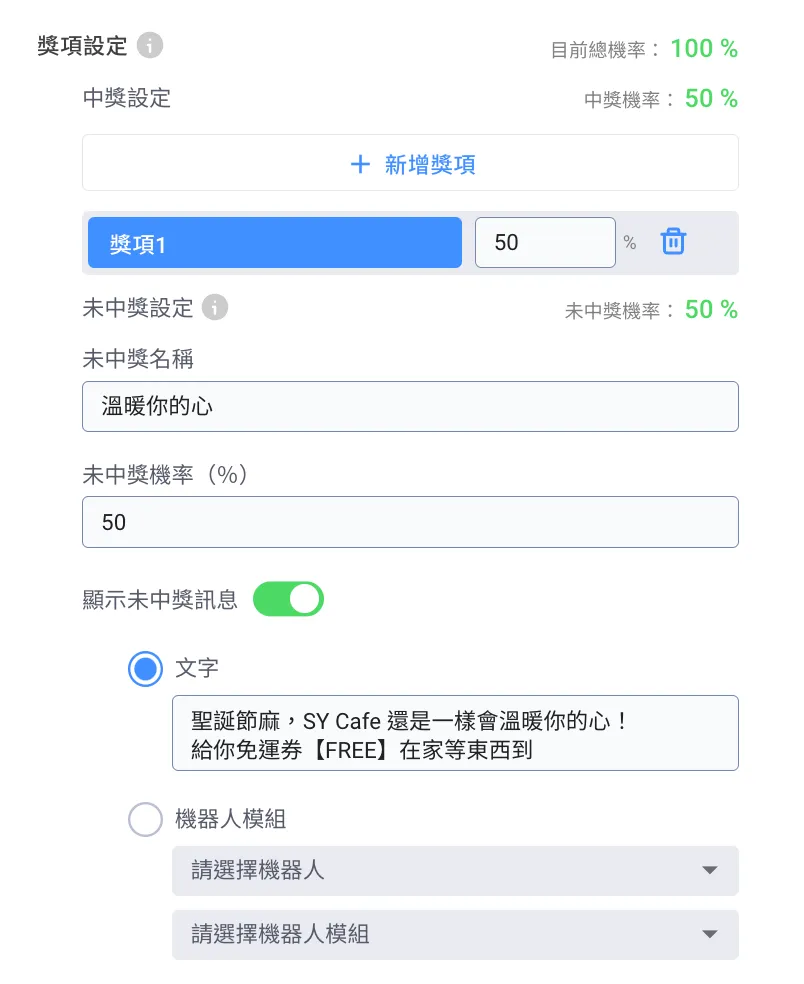 獎項設定
目前總機率： 100 %
中獎設定
中獎機率： 50 %
+ 新增獎項
獎項1
50 %
未中獎設定
未中獎機率： 50 %
未中獎名稱
溫暖你的心
未中獎機率（%）
50
顯示未中獎訊息
文字
聖誕節麻，SY Cafe 還是一樣會溫暖你的心！
給你免運券【FREE】在家等東西到
機器人模組
請選擇機器人
請選擇機器人模組